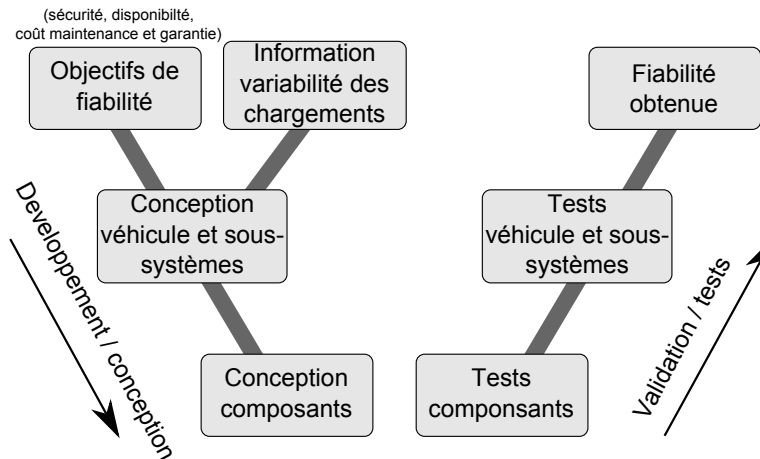 (sécurité, disponibilté,
coût maintenance et garantie)
Objectifs de
fiabilité
Information
variabilité des
chargements
Fiabilité
obtenue
Conception
véhicule et sous-
systèmes
Tests
véhicule et sous-
systèmes
Developpement / conception
Validation / tests
Conception
composants
Tests
componsants